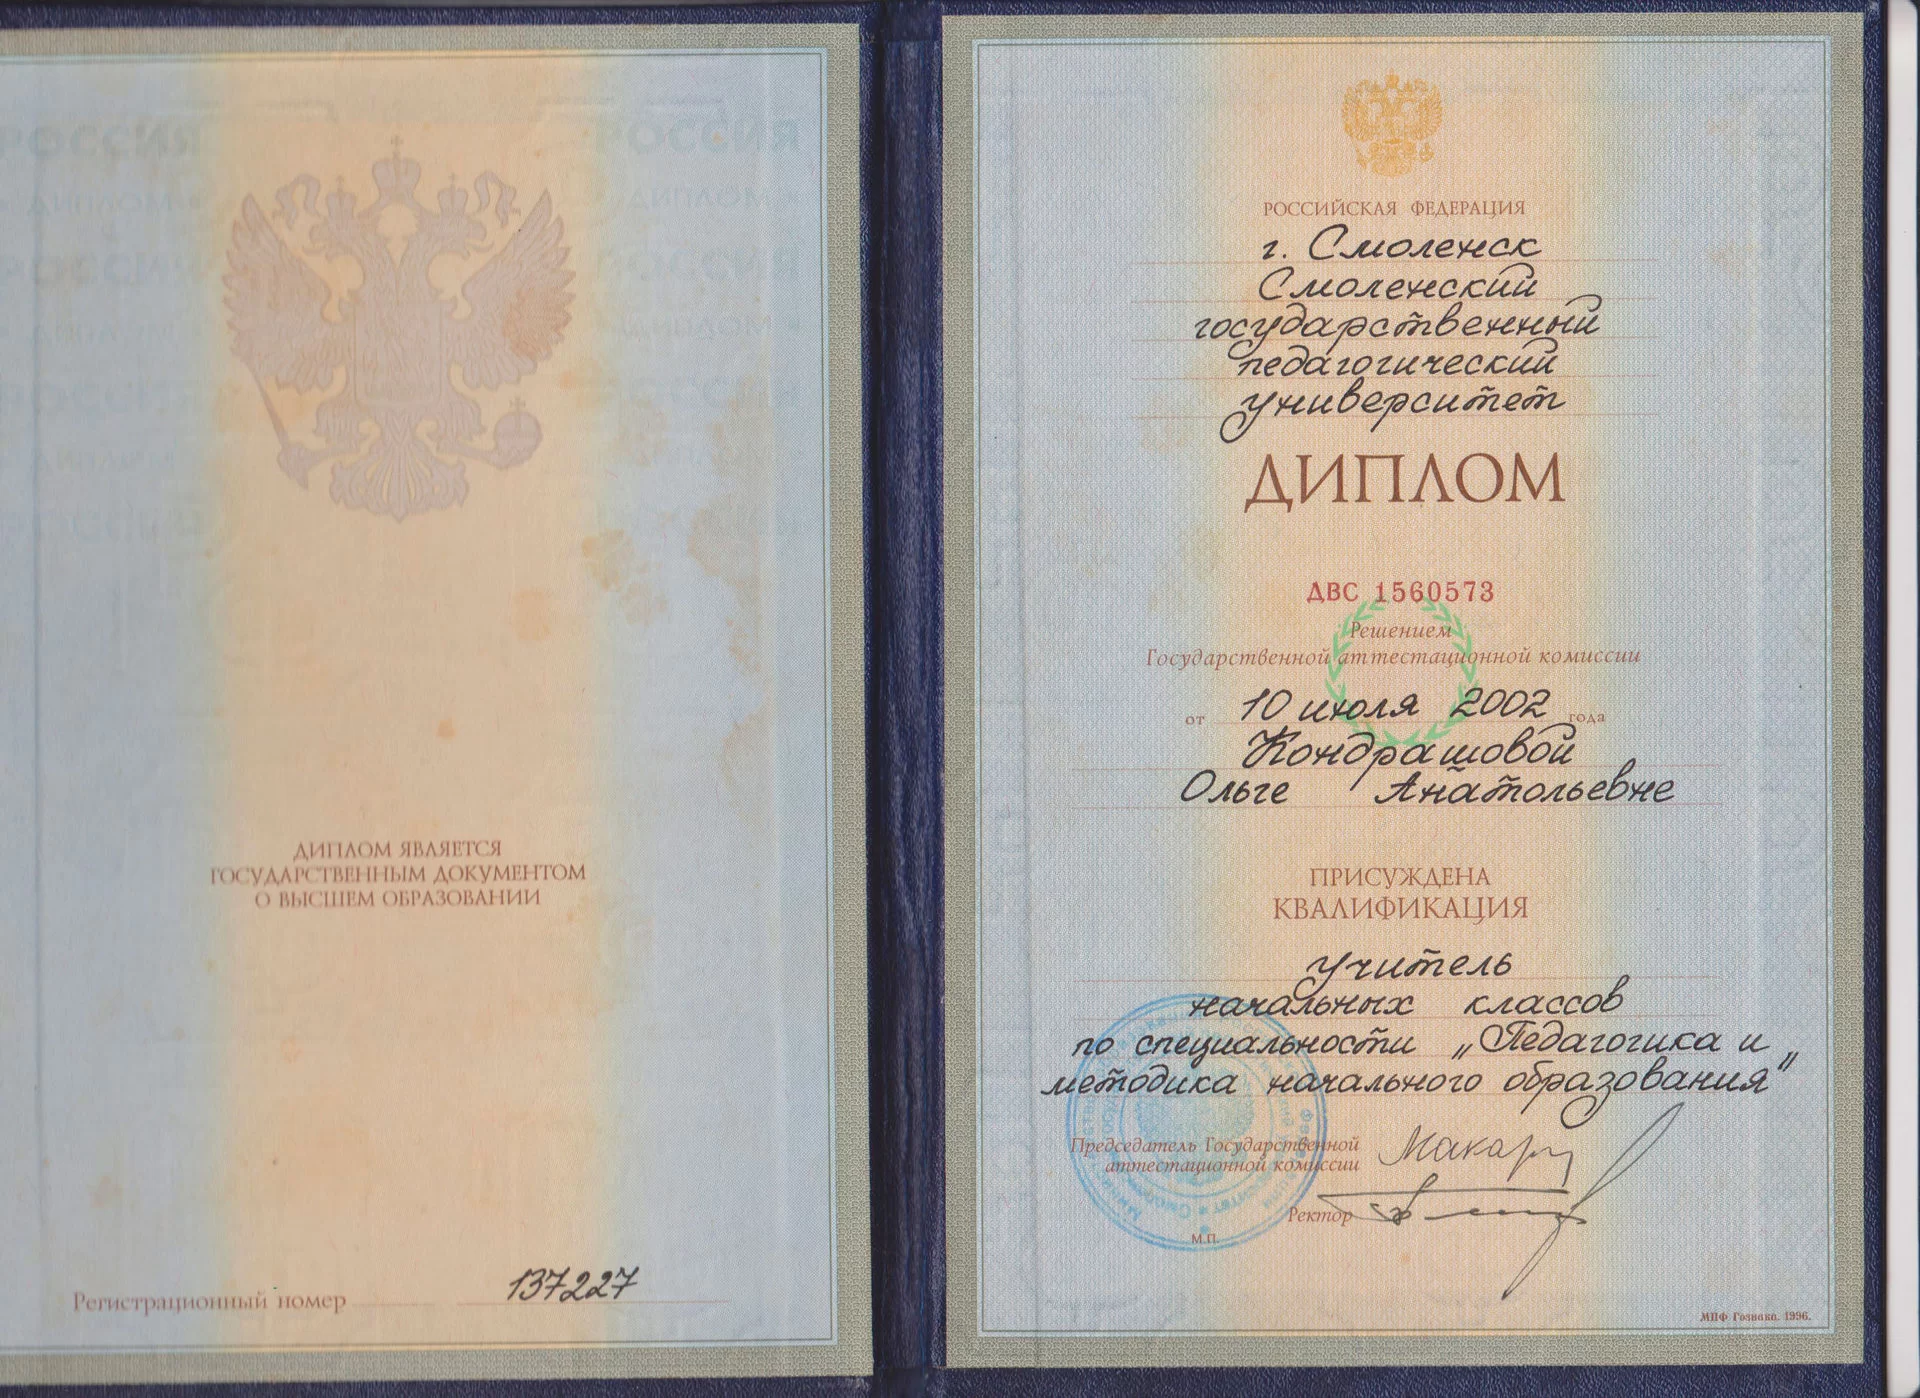 ДИПЛОМ ЯВЛЯЕТСЯ
ГОСУДАРСТВЕННЫМ ДОКУМЕНТОМ
О ВЫСШЕМ ОБРАЗОВАНИИ
Регистрационный номер 137227
РОССИЙСКАЯ ФЕДЕРАЦИЯ
г. Смоленск
Смоленский
государственный
педагогический
университет
ДИПЛОМ
ДВС 1560573
Решением
Государственной аттестационной комиссии
от 10 июля 2002 года
Кондрашовой
Ольге Анатольевне
ПРИСУЖДЕНА
КВАЛИФИКАЦИЯ
учитель
начальных классов
по специальности „Педагогика и
методика начального образования"
Председатель Государственной
аттестационной комиссии
Ректор
М.П.
МПФ Гознака. 1996.